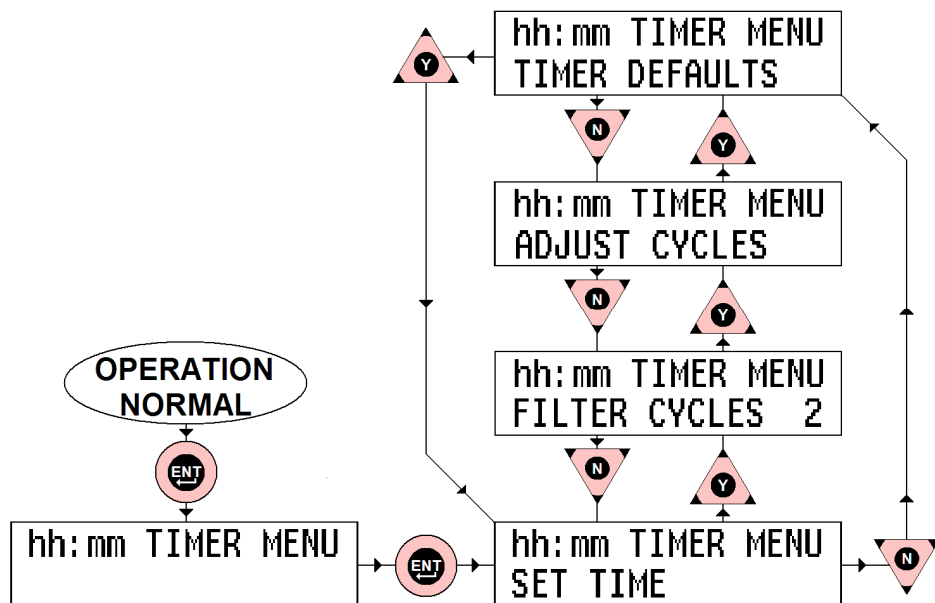 hh:mm TIMER MENU
TIMER DEFAULTS
Y
N
Y
hh:mm TIMER MENU
ADJUST CYCLES
N
Y
hh:mm TIMER MENU
FILTER CYCLES 2
N
Y
OPERATION
NORMAL
ENT
hh:mm TIMER MENU
ENT
hh:mm TIMER MENU
SET TIME
N